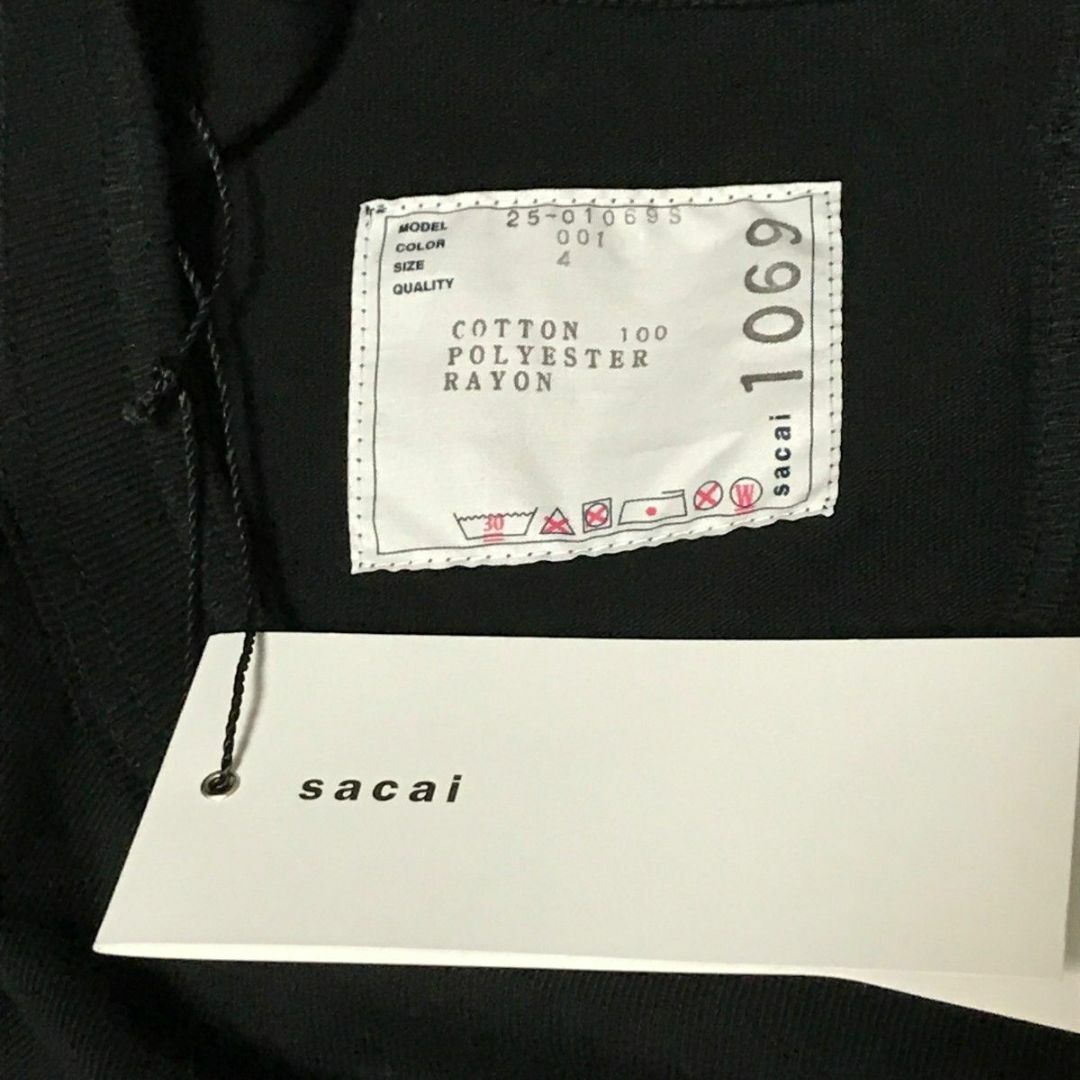 MODEL 25-01069S
COLOR 001
SIZE 4
QUALITY
COTTON 100
POLYESTER
RAYON
sacai 1069
30
W
sacai